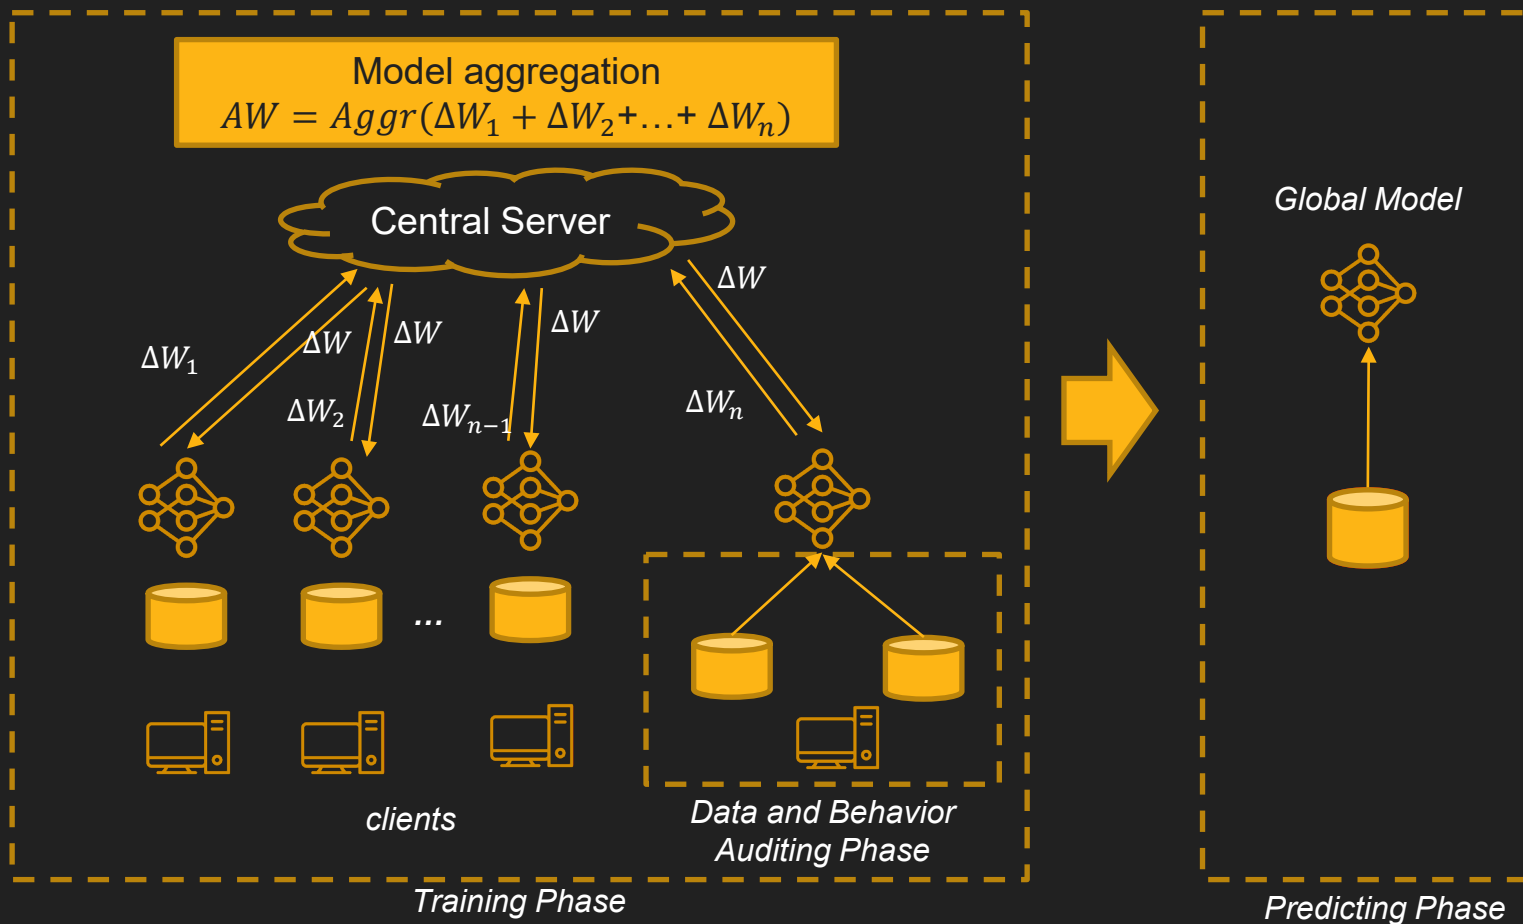 Model aggregation
𝐴𝑊 = 𝐴𝑔𝑔𝑟(Δ𝑊₁ + Δ𝑊₂+…+ Δ𝑊ₙ)
Central Server
Δ𝑊
Δ𝑊
Δ𝑊
Δ𝑊
Δ𝑊₁
Δ𝑊₂
Δ𝑊ₙ₋₁
Δ𝑊ₙ
...
clients
Data and Behavior
Auditing Phase
Training Phase
Global Model
Predicting Phase